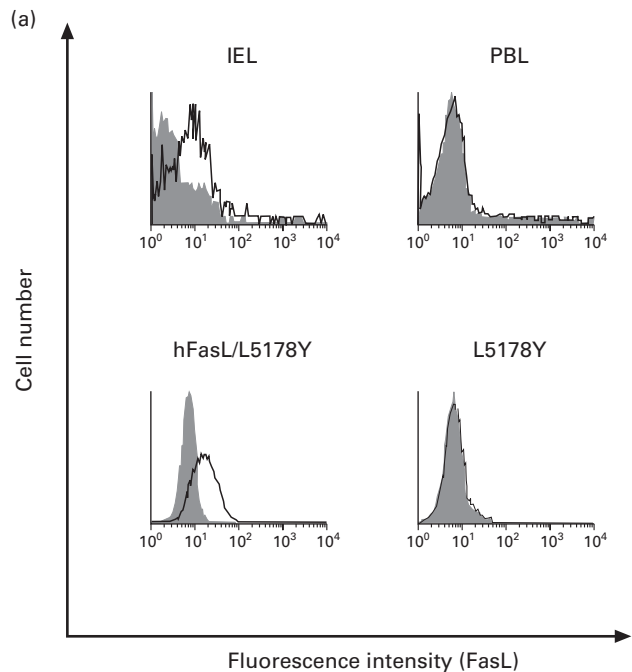 (a)
IEL
PBL
10⁰ 10¹ 10² 10³ 10⁴
10⁰ 10¹ 10² 10³ 10⁴
Cell number
hFasL/L5178Y
L5178Y
10⁰ 10¹ 10² 10³ 10⁴
10⁰ 10¹ 10² 10³ 10⁴
Fluorescence intensity (FasL)